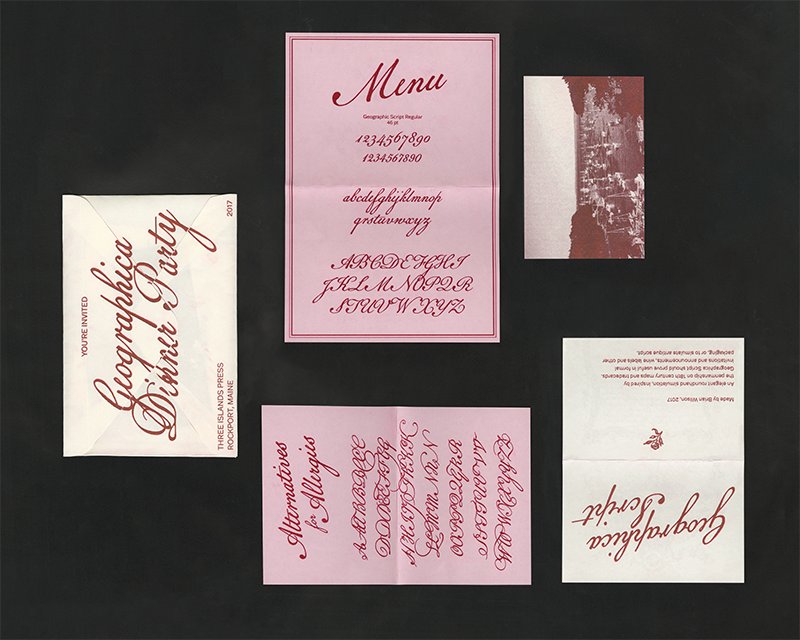 YOU'RE INVITED
Geographica
Dinner Party
2017
THREE ISLANDS PRESS
ROCKPORT, MAINE
Menu
Geographic Script Regular
46 pt
1234567890
1234567890
abcdefghijklmnop
qrstuvwxyz
ABCDEFGHI
JKLMNOPQR
STUVWXYZ
Alternatives
for Allergis
Geographica
Script
Made by Brian Wilson, 2017
An elegant roundhand simulation, inspired by
the penmanship on 18th century maps and tradecards.
Geographica Script should prove useful in formal
invitations and announcements, wine labels and other
packaging, or to simulate antique script.